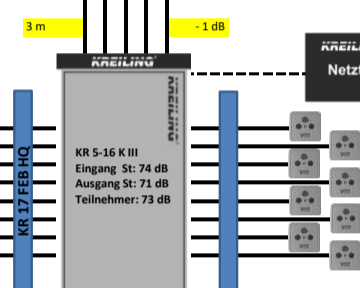 3 m
- 1 dB
KREILING
KREIL
Netzt
KREILING
KR 5-16 K III
Eingang St: 74 dB
Ausgang St: 71 dB
Teilnehmer: 73 dB
KR 17 FEB HQ